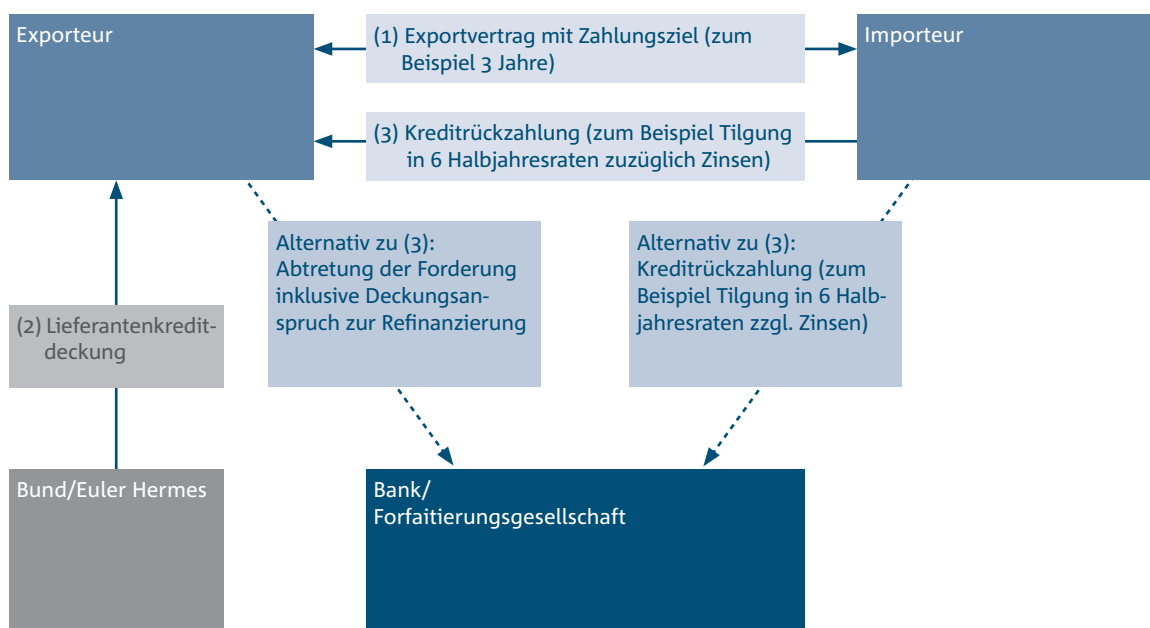 Exporteur
(1) Exportvertrag mit Zahlungsziel (zum
Beispiel 3 Jahre)
Importeur
(3) Kreditrückzahlung (zum Beispiel Tilgung
in 6 Halbjahresraten zuzüglich Zinsen)
Alternativ zu (3):
Abtretung der Forderung
inklusive Deckungsan-
spruch zur Refinanzierung
Alternativ zu (3):
Kreditrückzahlung (zum
Beispiel Tilgung in 6 Halb-
jahresraten zzgl. Zinsen)
(2) Lieferantenkredit-
deckung
Bund/Euler Hermes
Bank/
Forfaitierungsgesellschaft